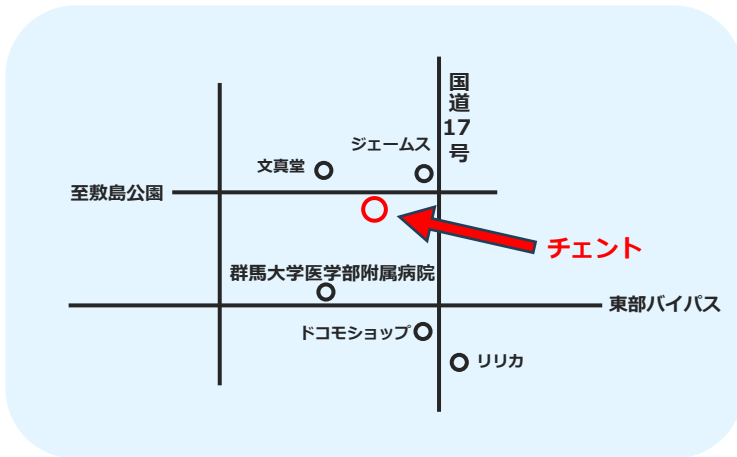 国道17号
ジェームス
文真堂
至敷島公園
チェント
群馬大学医学部附属病院
東部バイパス
ドコモショップ
リリカ